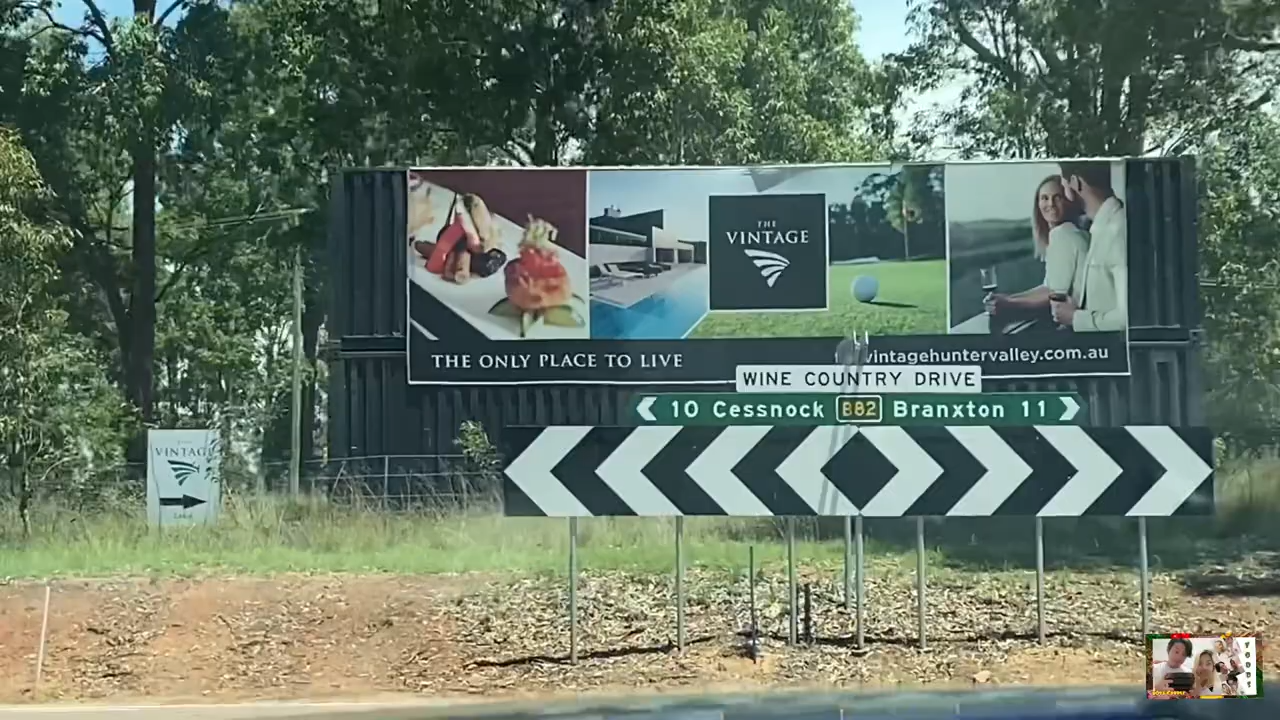 THE
VINTAGE
THE ONLY PLACE TO LIVE
vintagehuntervalley.com.au
WINE COUNTRY DRIVE
10 Cessnock B82 Branxton 11
THE
VINTAGE